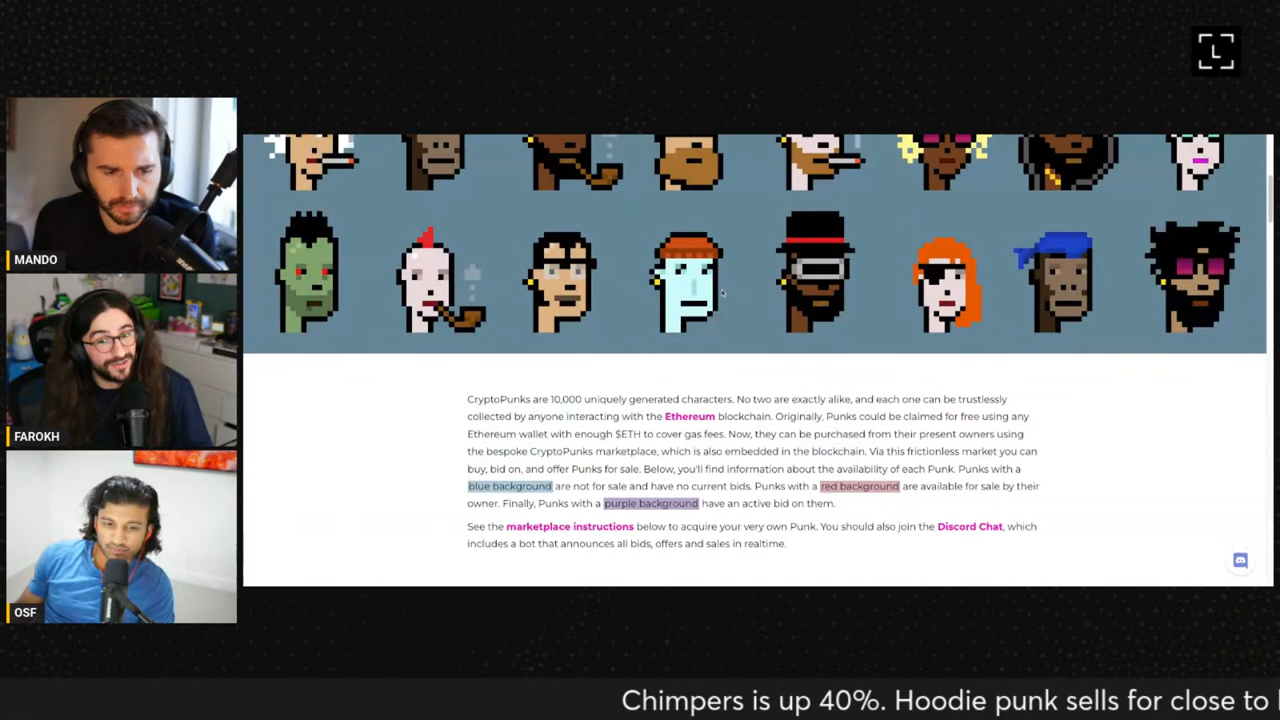 L
MANDO
FAROKH
OSF
CryptoPunks are 10,000 uniquely generated characters. No two are exactly alike, and each one can be trustlessly
collected by anyone interacting with the Ethereum blockchain. Originally, Punks could be claimed for free using any
Ethereum wallet with enough $ETH to cover gas fees. Now, they can be purchased from their present owners using
the bespoke CryptoPunks marketplace, which is also embedded in the blockchain. Via this frictionless market you can
buy, bid on, and offer Punks for sale. Below, you'll find information about the availability of each Punk. Punks with a
blue background are not for sale and have no current bids. Punks with a red background are available for sale by their
owner. Finally, Punks with a purple background have an active bid on them.
See the marketplace instructions below to acquire your very own Punk. You should also join the Discord Chat, which
includes a bot that announces all bids, offers and sales in realtime.
Chimpers is up 40%. Hoodie punk sells for close to